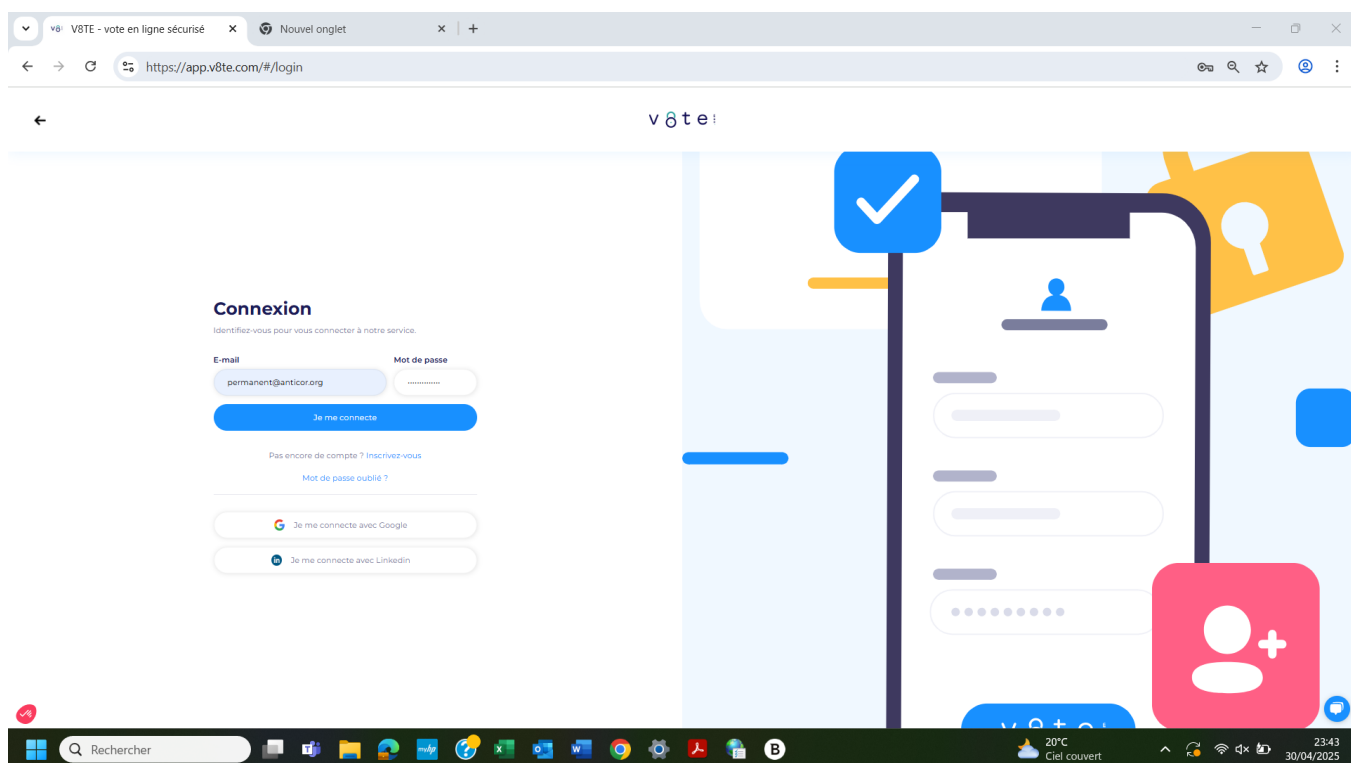 V8TE - vote en ligne sécurisé
Nouvel onglet
https://app.v8te.com/#/login
v8te
Connexion
Identifiez-vous pour vous connecter à notre service.
E-mail Mot de passe
permanent@anticor.org ••••••••••••••
Je me connecte
Pas encore de compte ? Inscrivez-vous
Mot de passe oublié ?
Je me connecte avec Google
Je me connecte avec Linkedin
Rechercher
20°C
Ciel couvert
23:43
30/04/2025